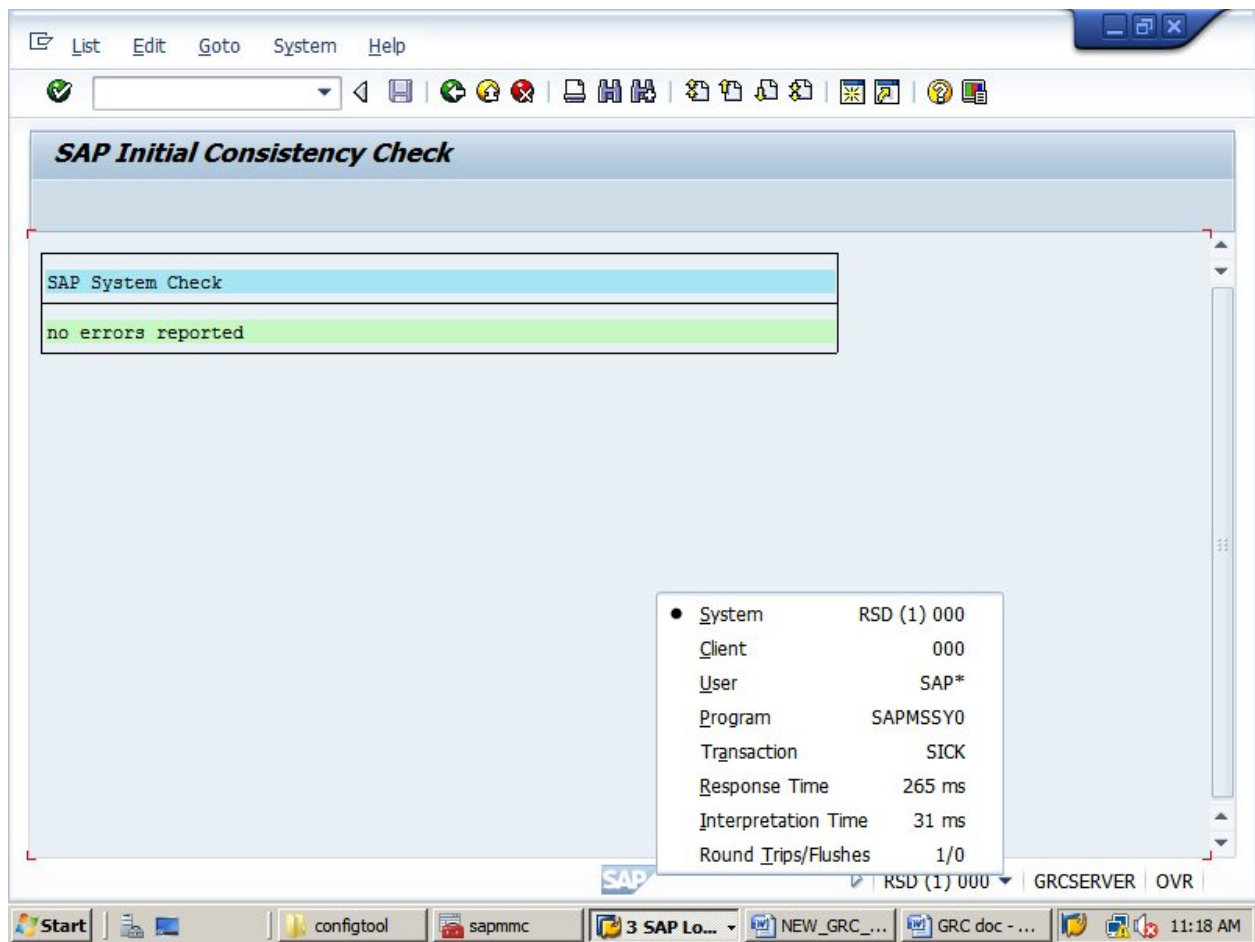 List Edit Goto System Help
SAP Initial Consistency Check
SAP System Check
no errors reported
System RSD (1) 000
Client 000
User SAP*
Program SAPMSSY0
Transaction SICK
Response Time 265 ms
Interpretation Time 31 ms
Round Trips/Flushes 1/0
SAP RSD (1) 000 GRCSERVER OVR
Start configtool sapmmc 3 SAP Lo... NEW_GRC_... GRC doc - ... 11:18 AM